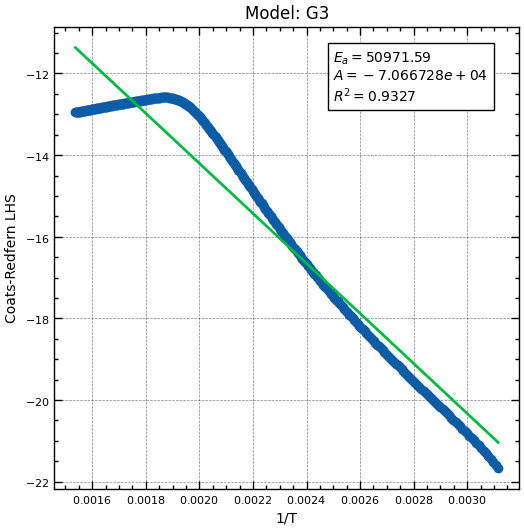 Model: G3
E_a = 50971.59
A = −7.066728e + 04
R^2 = 0.9327
Coats-Redfern LHS
−12
−14
−16
−18
−20
−22
0.0016 0.0018 0.0020 0.0022 0.0024 0.0026 0.0028 0.0030
1/T